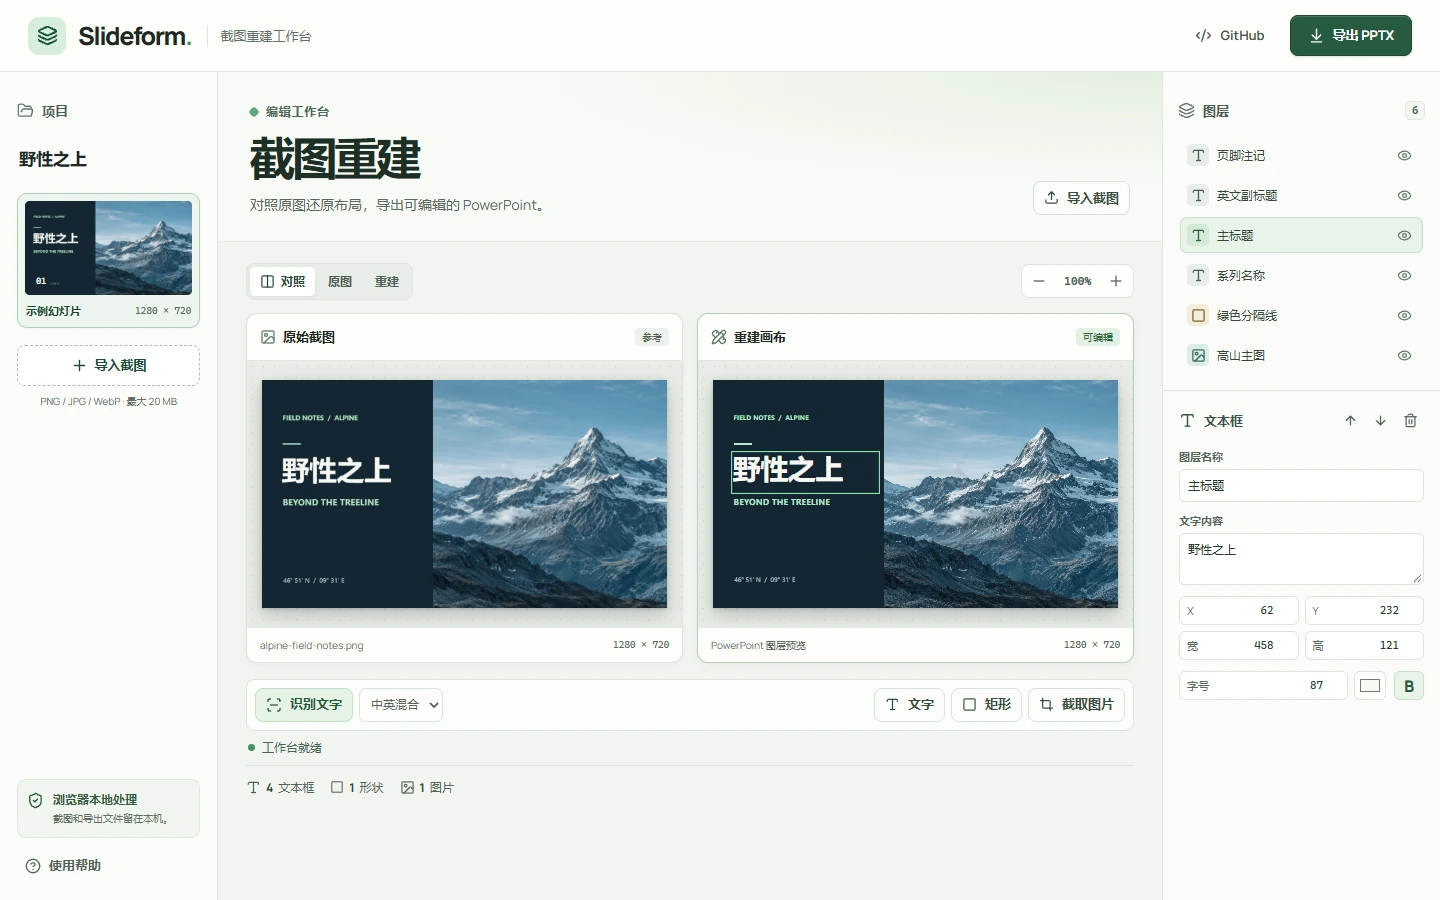 Slideform.
截图重建工作台
GitHub
导出 PPTX
项目
野性之上
FIELD NOTES / ALPINE
野性之上
BEYOND THE TREELINE
01
示例幻灯片
1280 × 720
导入截图
PNG / JPG / WebP · 最大 20 MB
浏览器本地处理
截图和导出文件留在本机。
使用帮助
编辑工作台
截图重建
对照原图还原布局，导出可编辑的 PowerPoint。
导入截图
对照
原图
重建
100%
原始截图
参考
FIELD NOTES / ALPINE
野性之上
BEYOND THE TREELINE
46° 51' N / 09° 31' E
alpine-field-notes.png
1280 × 720
重建画布
可编辑
FIELD NOTES / ALPINE
野性之上
BEYOND THE TREELINE
46° 51' N / 09° 31' E
PowerPoint 图层预览
1280 × 720
识别文字
中英混合
文字
矩形
截取图片
工作台就绪
4 文本框
1 形状
1 图片
图层
6
页脚注记
英文副标题
主标题
系列名称
绿色分隔线
高山主图
文本框
图层名称
主标题
文字内容
野性之上
X 62
Y 232
宽 458
高 121
字号 87
B